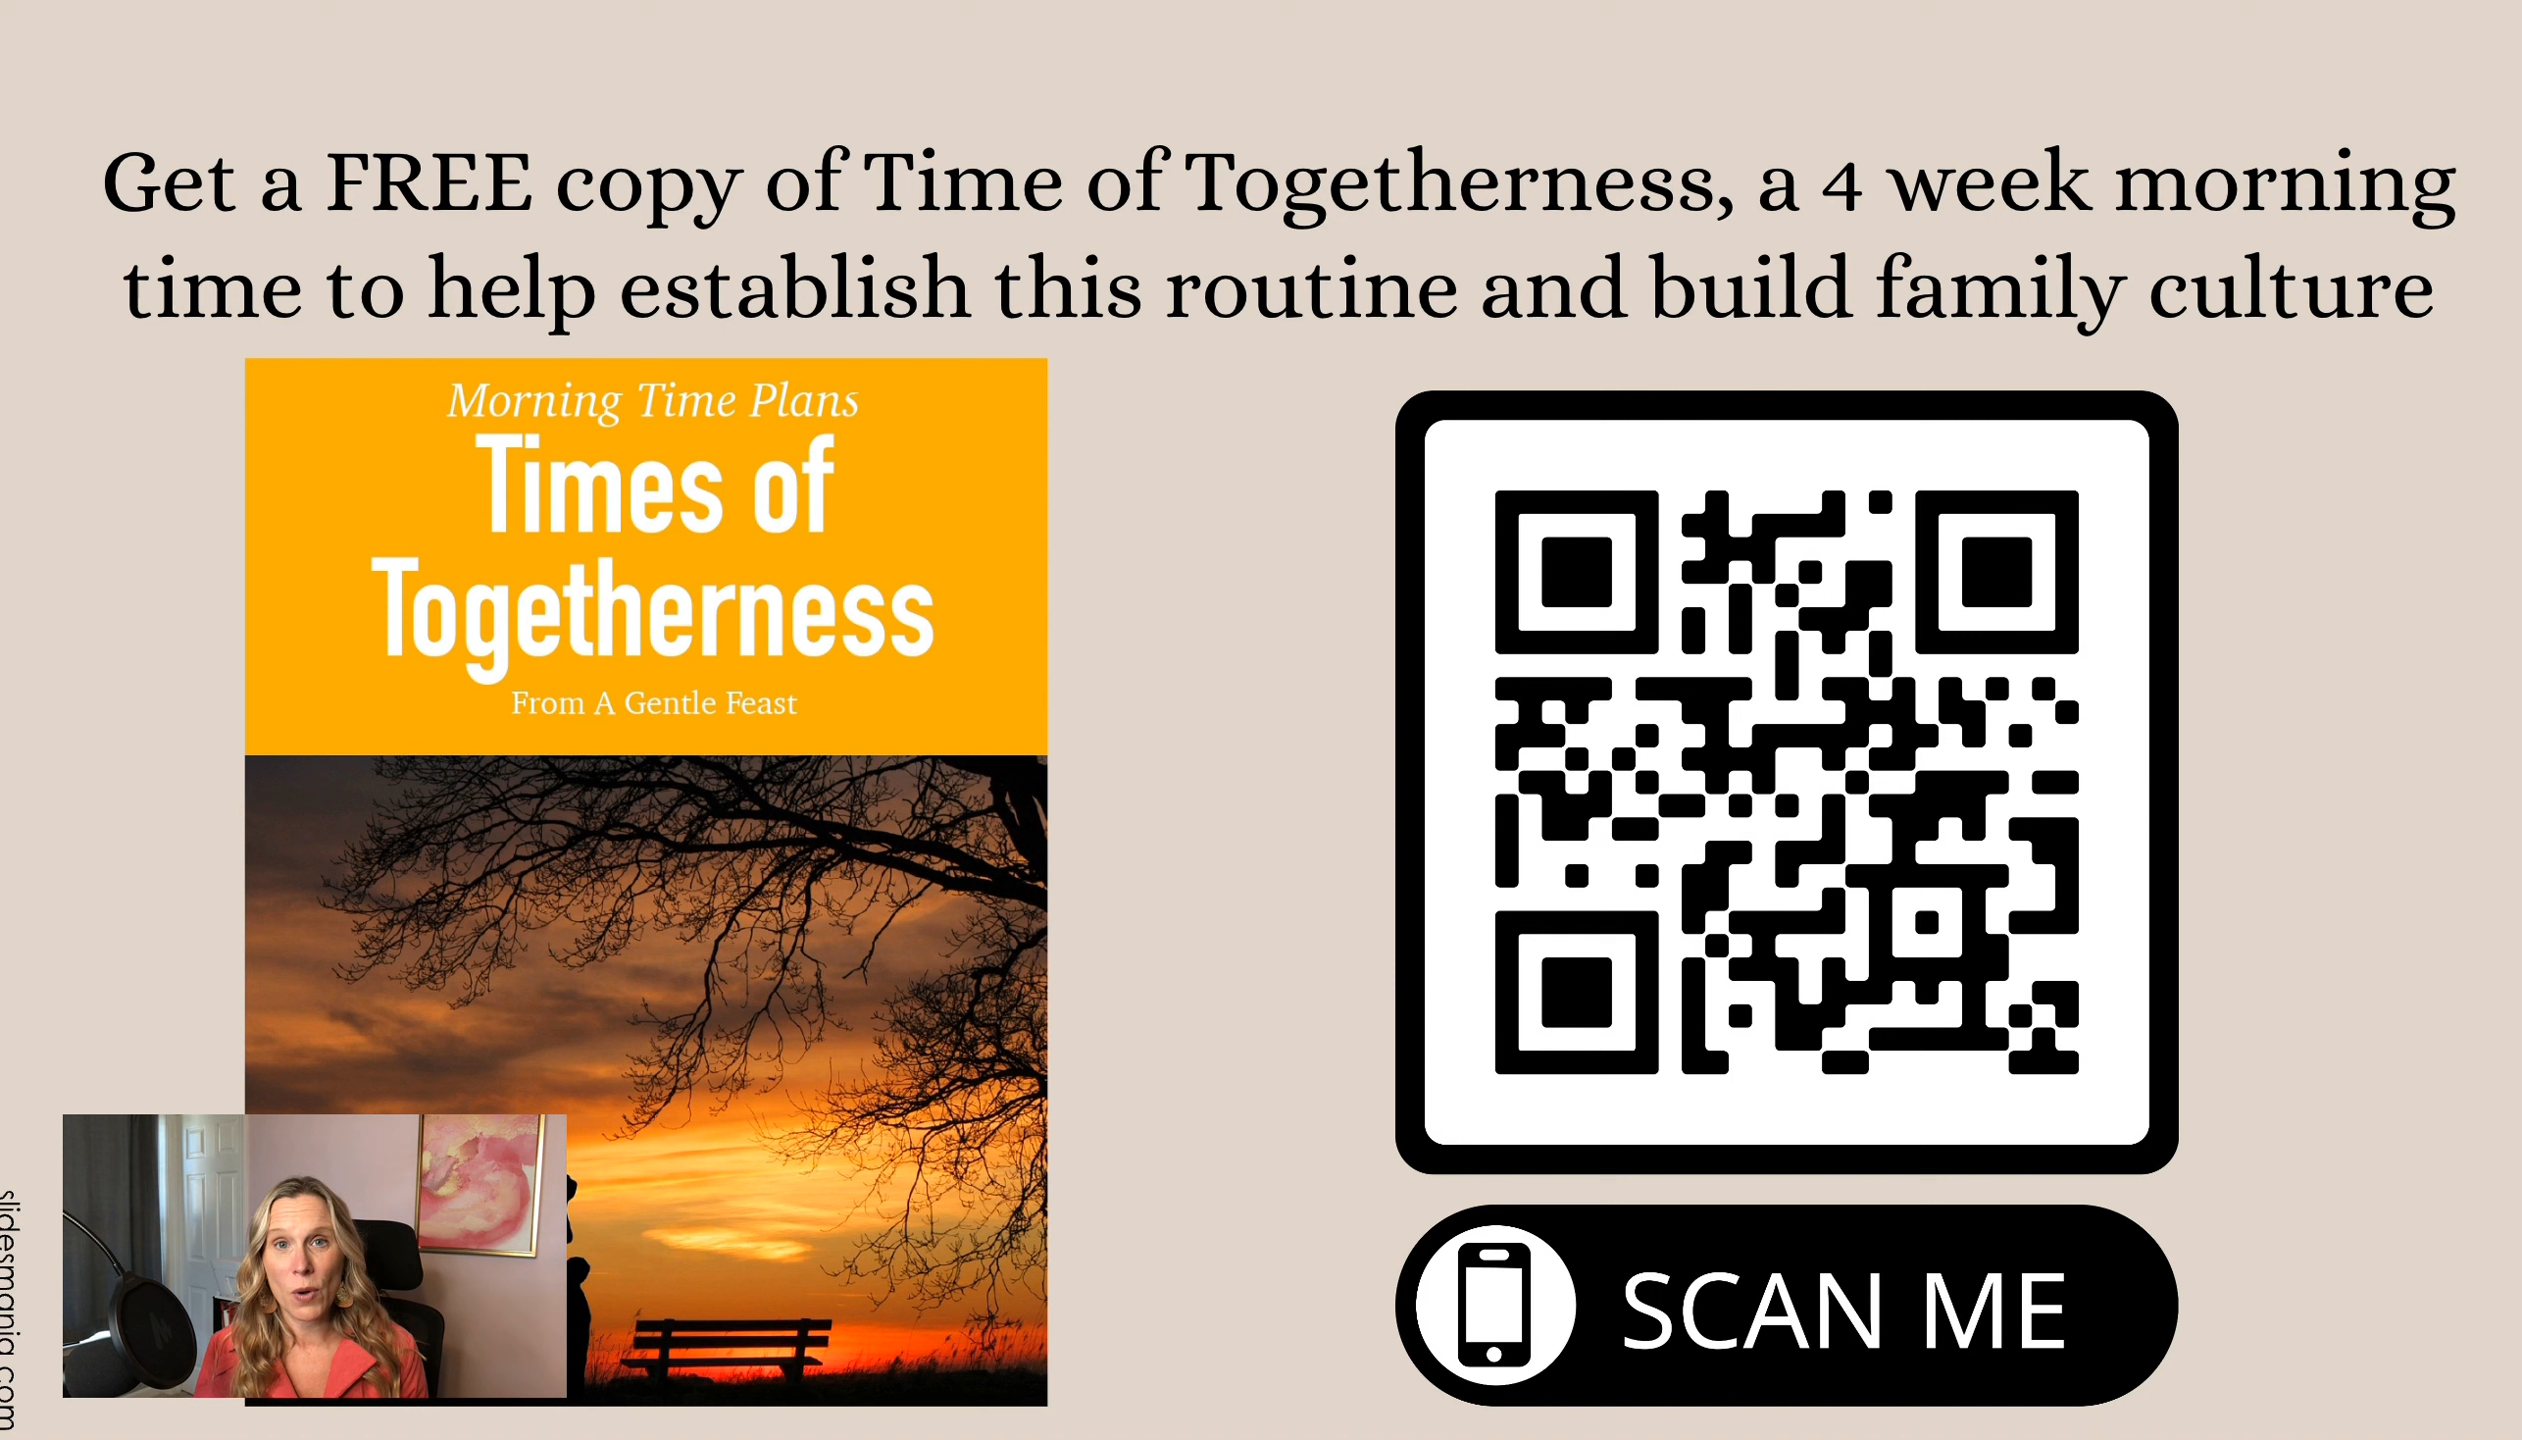 Get a FREE copy of Time of Togetherness, a 4 week morning
time to help establish this routine and build family culture
Morning Time Plans
Times of
Togetherness
From A Gentle Feast
SCAN ME
slidesmania.com